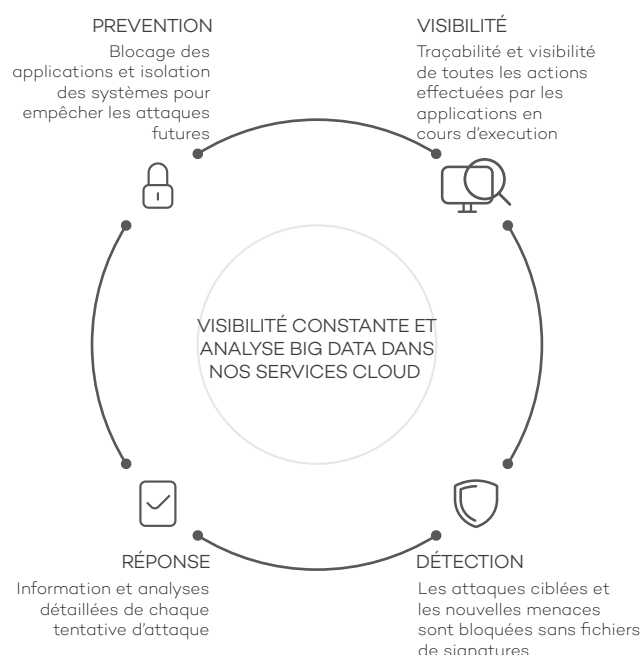 PREVENTION
Blocage des
applications et isolation
des systèmes pour
empêcher les attaques
futures
VISIBILITÉ
Traçabilité et visibilité
de toutes les actions
effectuées par les
applications en
cours d'execution
VISIBILITÉ CONSTANTE ET
ANALYSE BIG DATA DANS
NOS SERVICES CLOUD
RÉPONSE
Information et analyses
détaillées de chaque
tentative d'attaque
DÉTECTION
Les attaques ciblées et
les nouvelles menaces
sont bloquées sans fichiers
de signatures